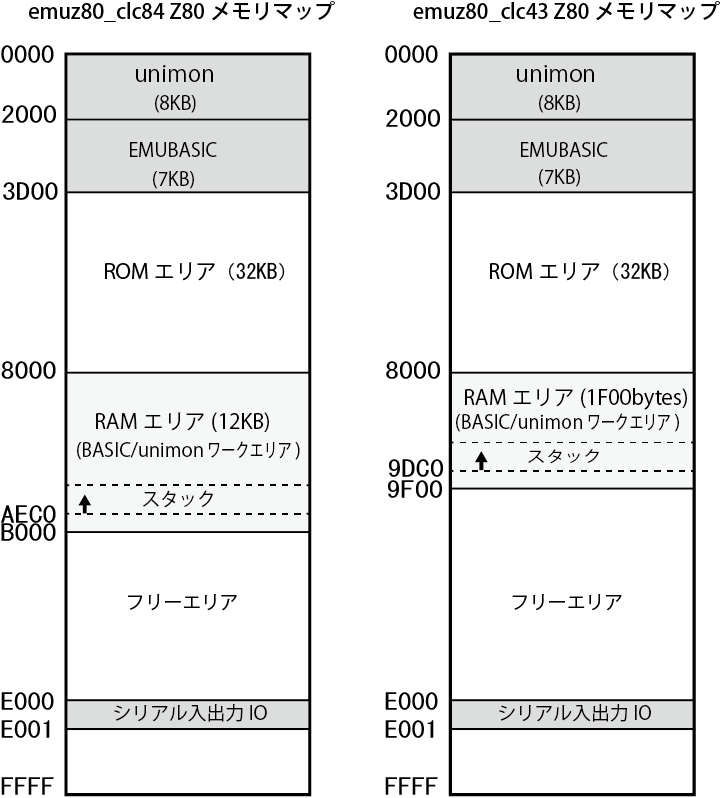 emuz80_clc84 Z80 メモリマップ
0000
unimon
(8KB)
2000
EMUBASIC
(7KB)
3D00
ROM エリア（32KB）
8000
RAM エリア (12KB)
(BASIC/unimon ワークエリア )
スタック
AEC0
B000
フリーエリア
E000
シリアル入出力 IO
E001
FFFF
emuz80_clc43 Z80 メモリマップ
0000
unimon
(8KB)
2000
EMUBASIC
(7KB)
3D00
ROM エリア（32KB）
8000
RAM エリア (1F00bytes)
(BASIC/unimon ワークエリア )
スタック
9DC0
9F00
フリーエリア
E000
シリアル入出力 IO
E001
FFFF